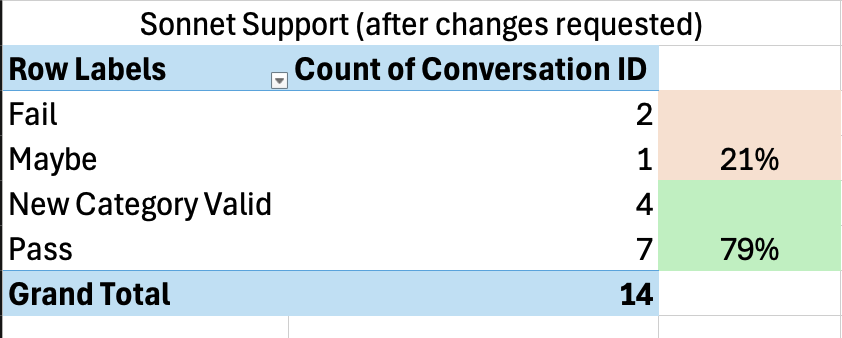 Sonnet Support (after changes requested)
Row Labels Count of Conversation ID
Fail 2
Maybe 1 21%
New Category Valid 4
Pass 7 79%
Grand Total 14